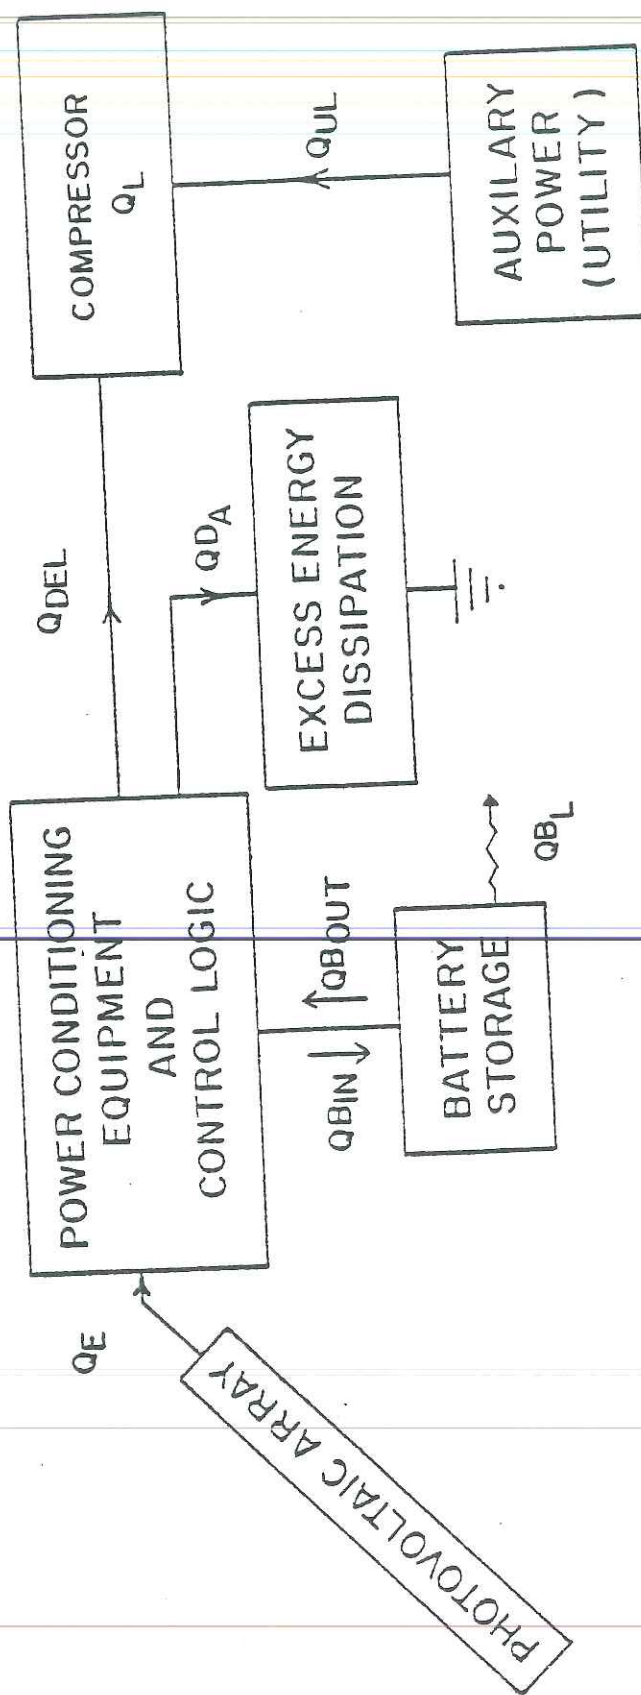 PHOTOVOLTAIC ARRAY
QE
POWER CONDITIONING
EQUIPMENT
AND
CONTROL LOGIC
QBIN
QBOUT
BATTERY
STORAGE
QBL
QDEL
QDA
EXCESS ENERGY
DISSIPATION
COMPRESSOR
QL
QUL
AUXILARY
POWER
(UTILITY)